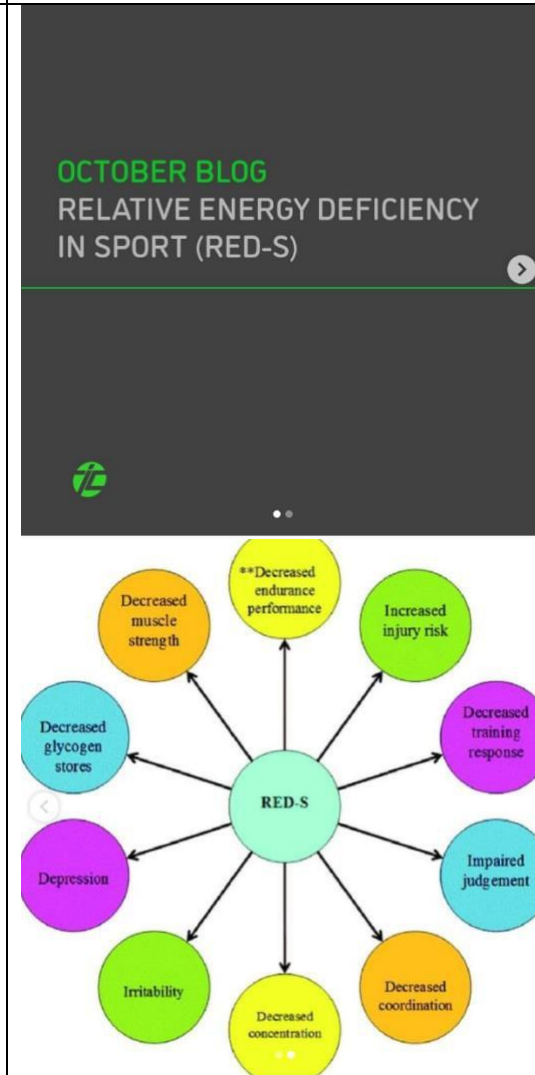 OCTOBER BLOG
RELATIVE ENERGY DEFICIENCY
IN SPORT (RED-S)
**Decreased
endurance
performance
Decreased
muscle
strength
Increased
injury risk
Decreased
glycogen
stores
Decreased
training
response
RED-S
Depression
Impaired
judgement
Irritability
Decreased
coordination
Decreased
concentration